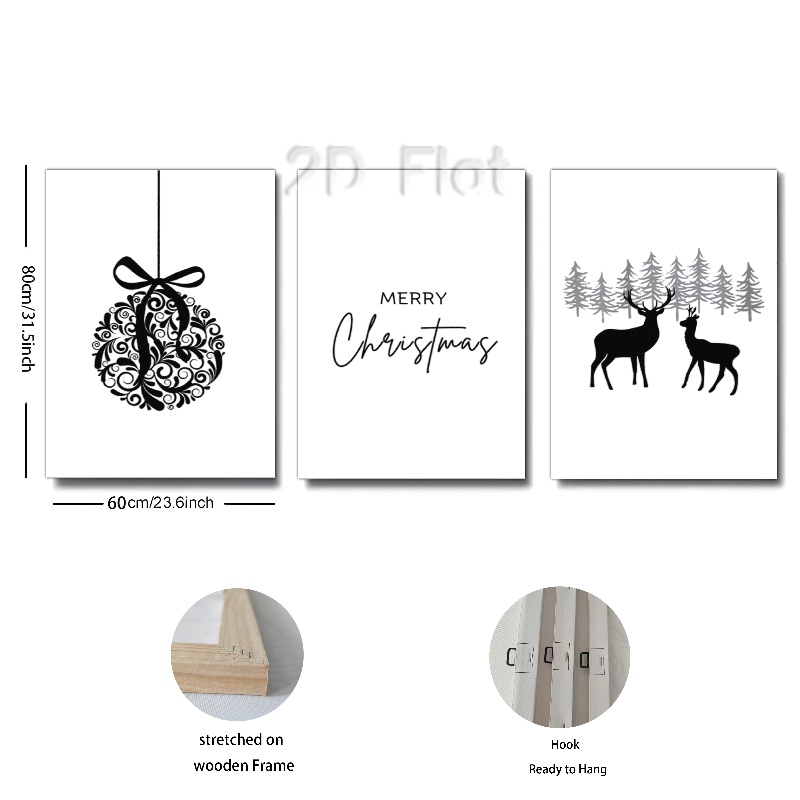 2D Flat
80cm/31.5inch
MERRY
Christmas
60cm/23.6inch
stretched on
wooden Frame
Hook
Ready to Hang